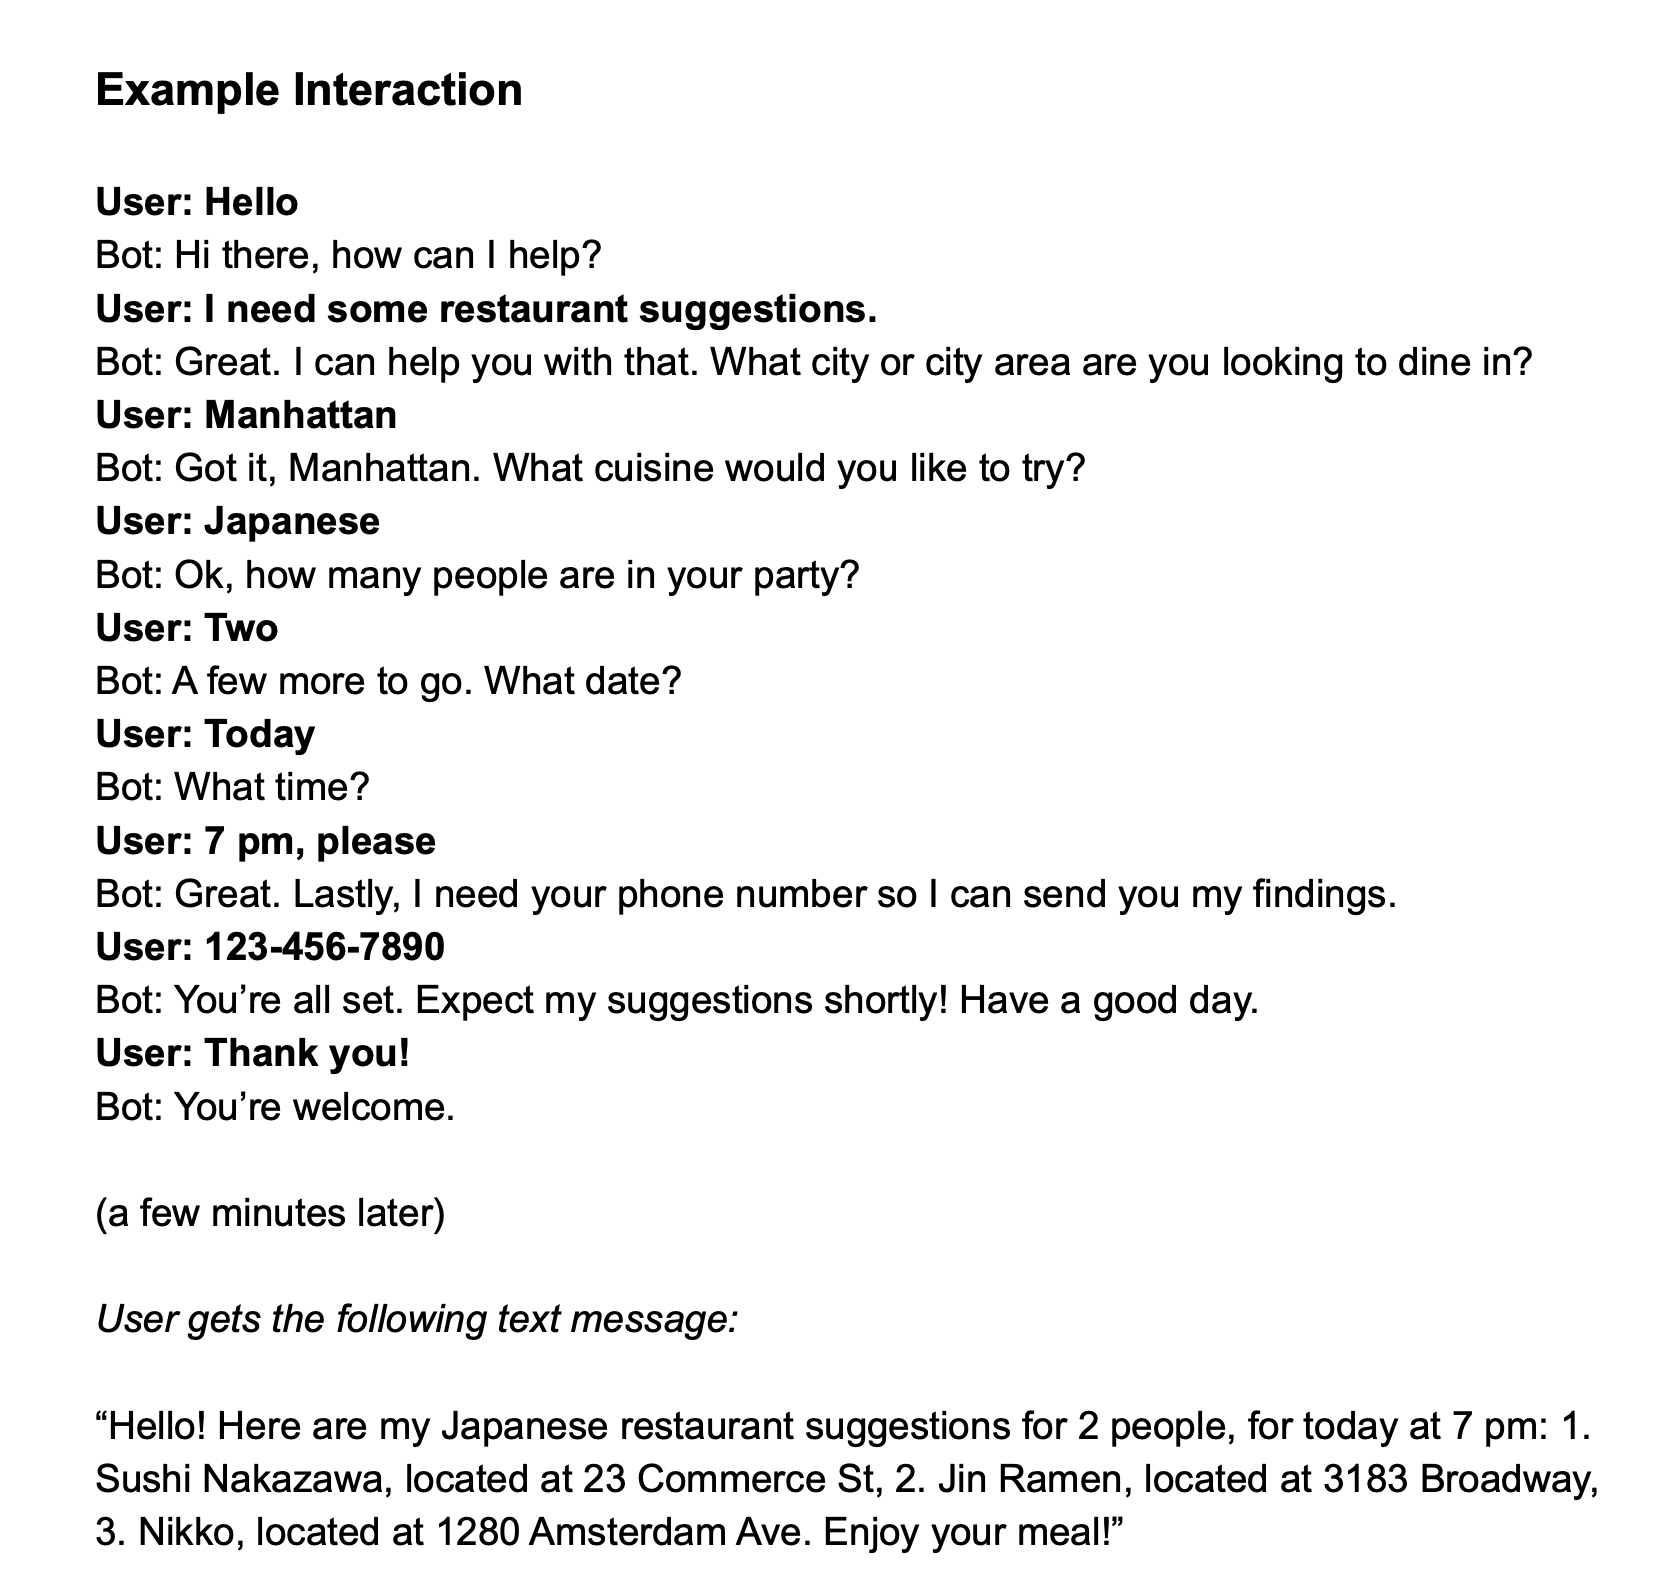 Example Interaction
User: Hello
Bot: Hi there, how can I help?
User: I need some restaurant suggestions.
Bot: Great. I can help you with that. What city or city area are you looking to dine in?
User: Manhattan
Bot: Got it, Manhattan. What cuisine would you like to try?
User: Japanese
Bot: Ok, how many people are in your party?
User: Two
Bot: A few more to go. What date?
User: Today
Bot: What time?
User: 7 pm, please
Bot: Great. Lastly, I need your phone number so I can send you my findings.
User: 123-456-7890
Bot: You’re all set. Expect my suggestions shortly! Have a good day.
User: Thank you!
Bot: You’re welcome.
(a few minutes later)
User gets the following text message:
“Hello! Here are my Japanese restaurant suggestions for 2 people, for today at 7 pm: 1.
Sushi Nakazawa, located at 23 Commerce St, 2. Jin Ramen, located at 3183 Broadway,
3. Nikko, located at 1280 Amsterdam Ave. Enjoy your meal!”